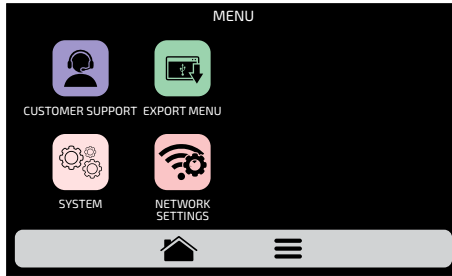 MENU
CUSTOMER SUPPORT EXPORT MENU
SYSTEM
NETWORK
SETTINGS